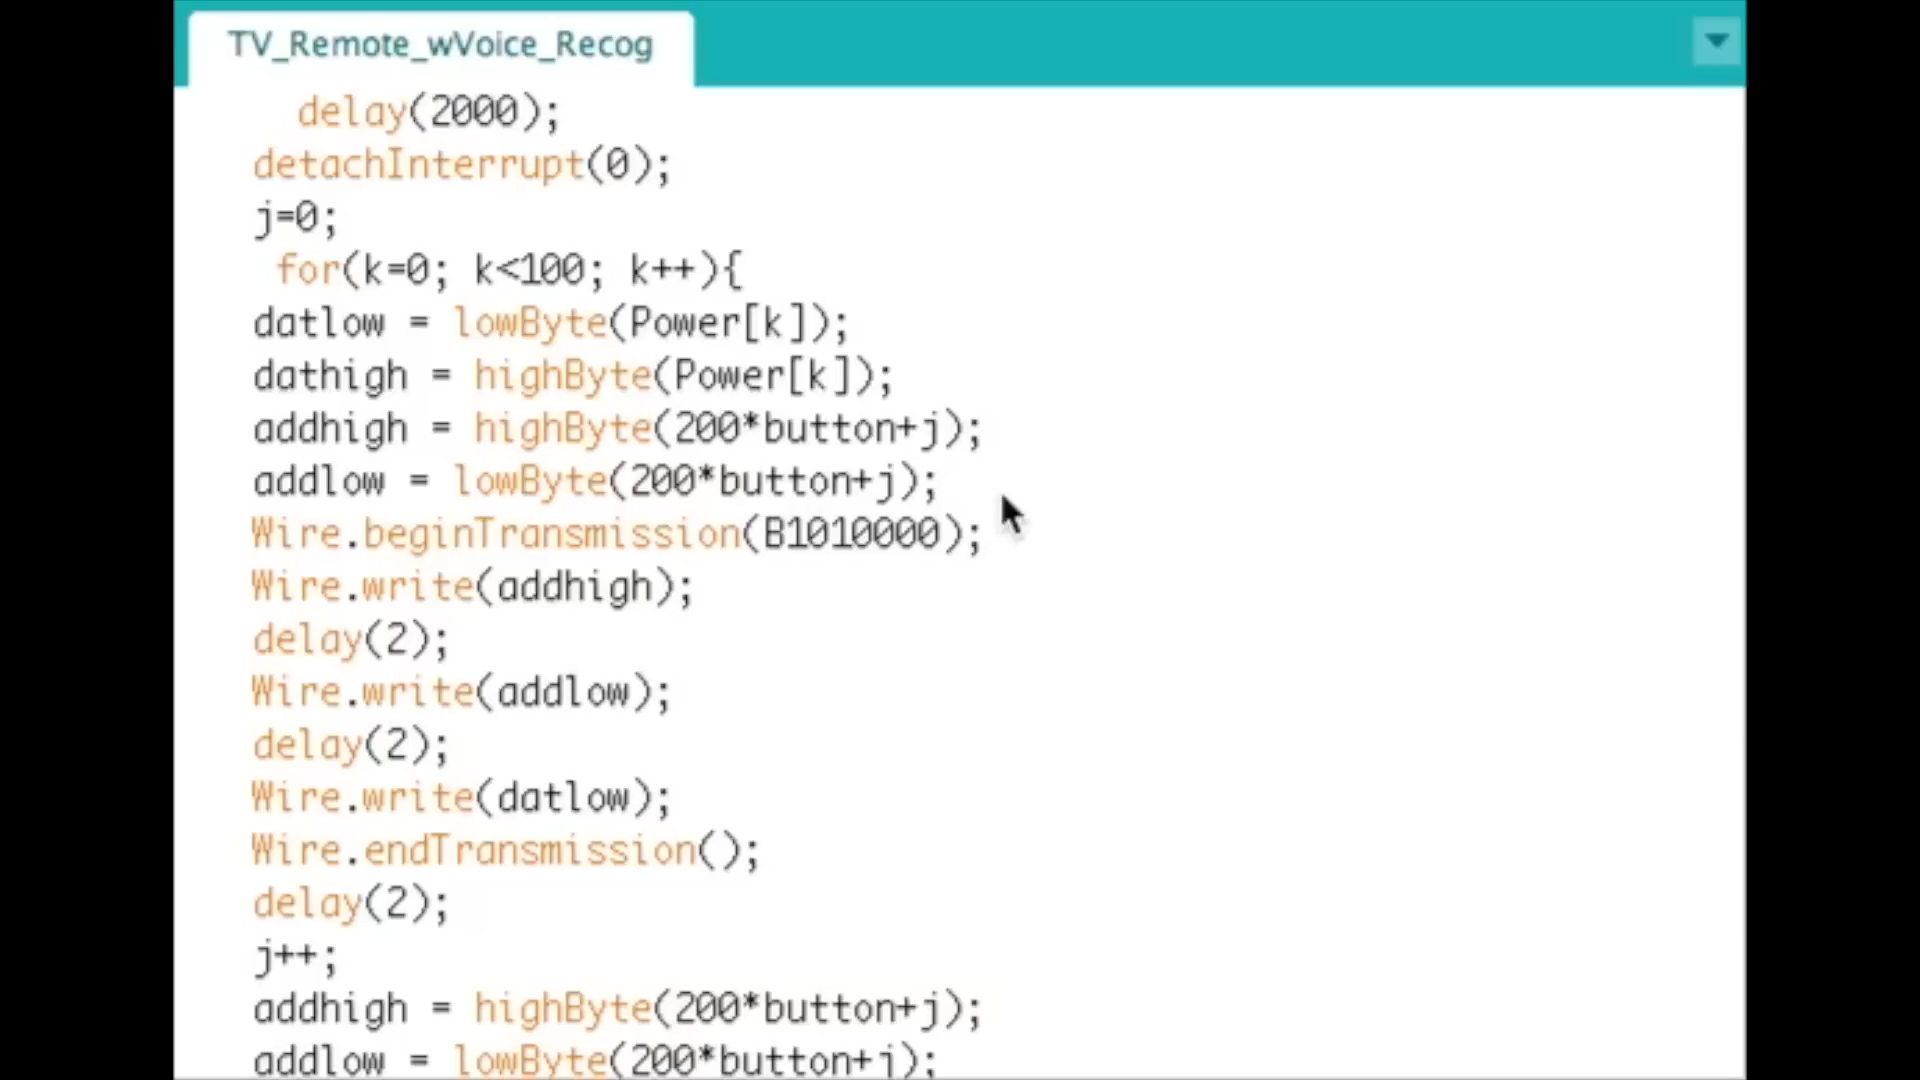 TV_Remote_wVoice_Recog
delay(2000);
detachInterrupt(0);
j=0;
for(k=0; k<100; k++){
datlow = lowByte(Power[k]);
dathigh = highByte(Power[k]);
addhigh = highByte(200*button+j);
addlow = lowByte(200*button+j);
Wire.beginTransmission(B1010000);
Wire.write(addhigh);
delay(2);
Wire.write(addlow);
delay(2);
Wire.write(datlow);
Wire.endTransmission();
delay(2);
j++;
addhigh = highByte(200*button+j);
addlow = lowByte(200*button+j);